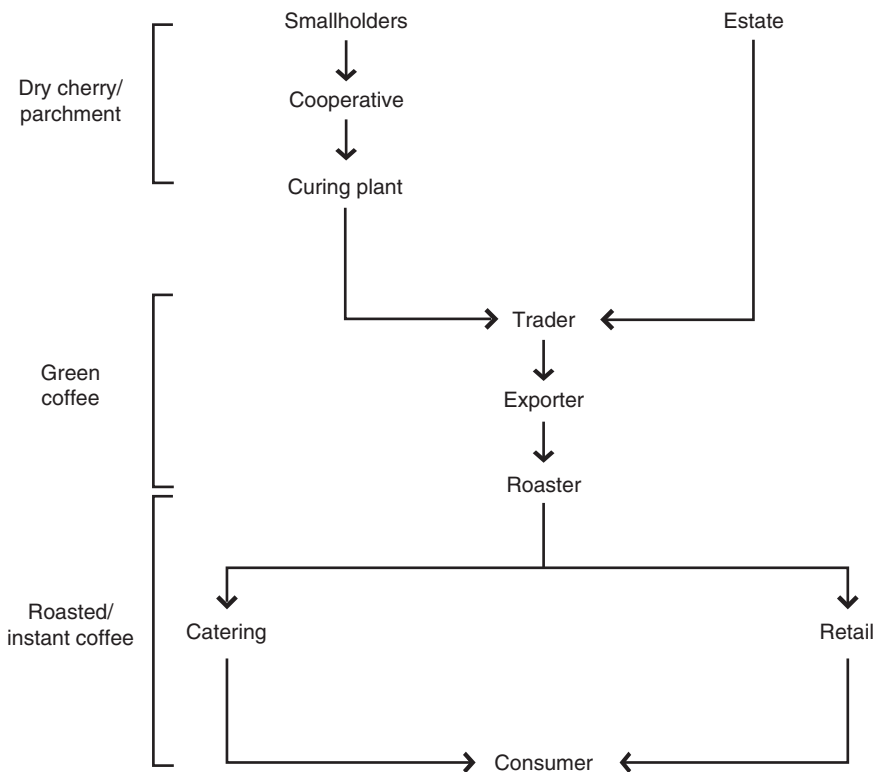 Smallholders
Estate
Dry cherry/
parchment
Cooperative
Curing plant
Trader
Green
coffee
Exporter
Roaster
Roasted/
instant coffee
Catering
Retail
Consumer